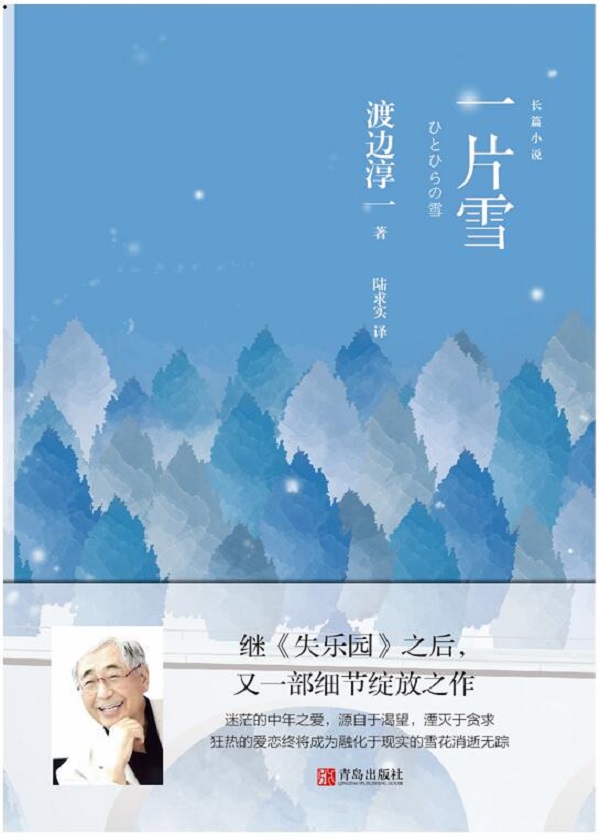 长篇小说
一片雪
ひとひらの雪
渡边淳一 著
陆求实 译
继《失乐园》之后，
又一部细节绽放之作
迷茫的中年之爱，源自于渴望，湮灭于贪求
狂热的爱恋终将成为融化于现实的雪花消逝无踪
青岛出版社
QINGDAO PUBLISHING HOUSE